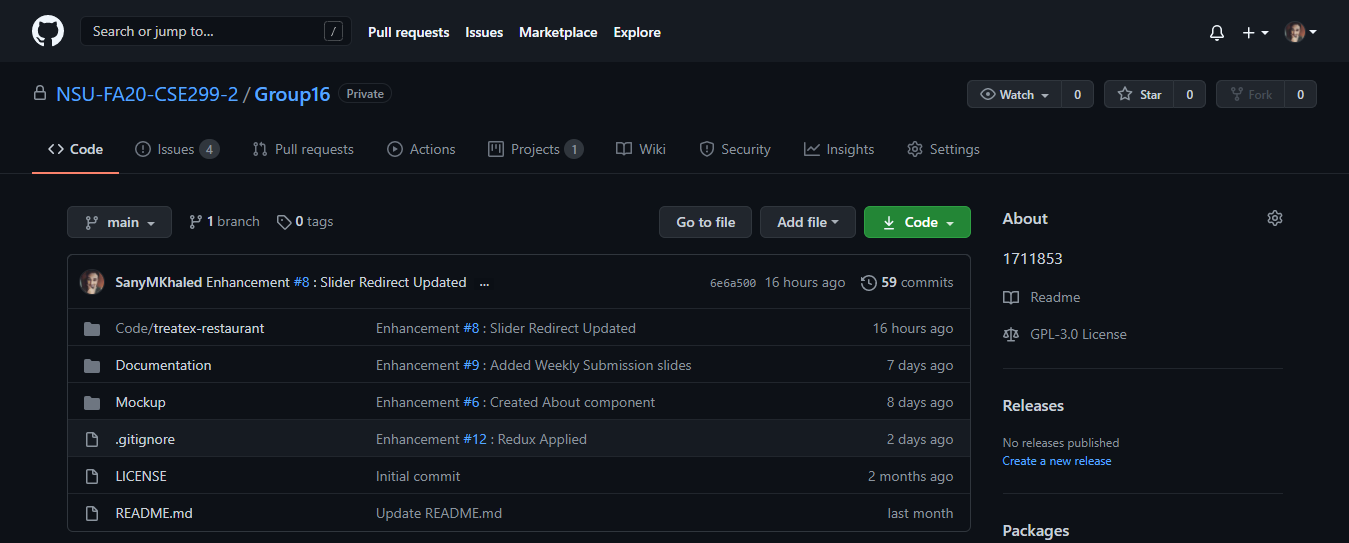 Search or jump to... / Pull requests Issues Marketplace Explore
NSU-FA20-CSE299-2 / Group16 Private Watch 0 Star 0 Fork 0
Code Issues 4 Pull requests Actions Projects 1 Wiki Security Insights Settings
main 1 branch 0 tags Go to file Add file Code
SanyMKhaled Enhancement #8 : Slider Redirect Updated ... 6e6a500 16 hours ago 59 commits
Code/treatex-restaurant Enhancement #8 : Slider Redirect Updated 16 hours ago
Documentation Enhancement #9 : Added Weekly Submission slides 7 days ago
Mockup Enhancement #6 : Created About component 8 days ago
.gitignore Enhancement #12 : Redux Applied 2 days ago
LICENSE Initial commit 2 months ago
README.md Update README.md last month
About
1711853
Readme
GPL-3.0 License
Releases
No releases published
Create a new release
Packages